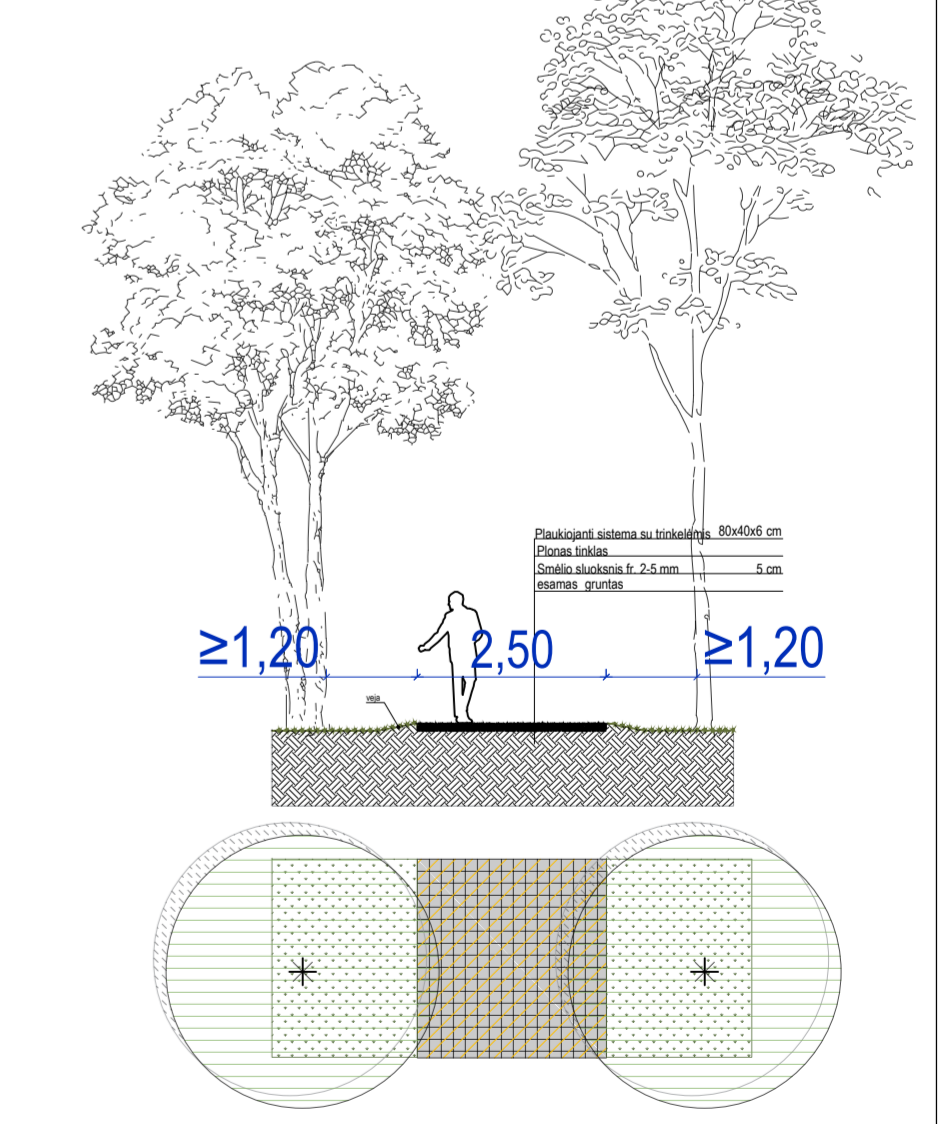 Plaukiojanti sistema su trinkelėmis 80x40x6 cm
Plonas tinklas
Smėlio sluoksnis fr. 2-5 mm 5 cm
esamas gruntas
≥1,20 2,50 ≥1,20
veja